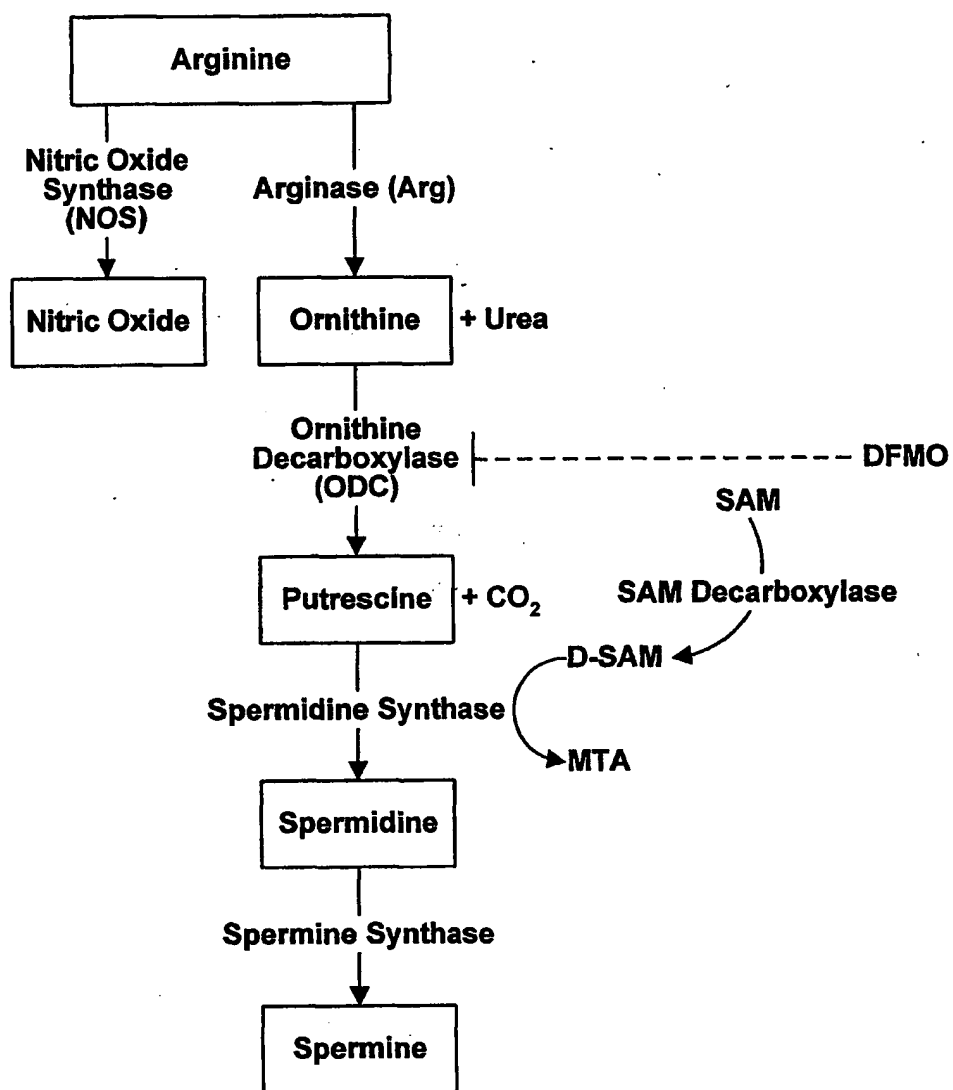 Arginine
Nitric Oxide
Synthase
(NOS)
Arginase (Arg)
Nitric Oxide
Ornithine
+ Urea
Ornithine
Decarboxylase
(ODC)
DFMO
SAM
Putrescine
+ CO₂
SAM Decarboxylase
D-SAM
Spermidine Synthase
MTA
Spermidine
Spermine Synthase
Spermine